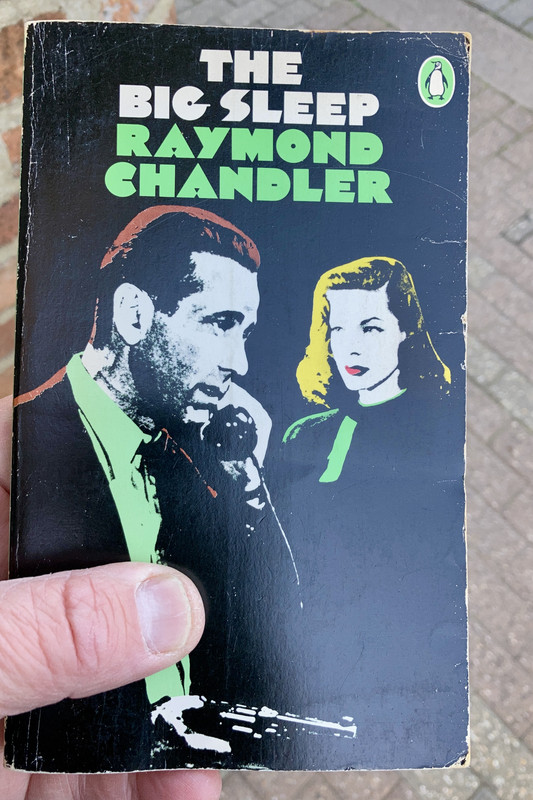 THE
BIG SLEEP
RAYMOND
CHANDLER